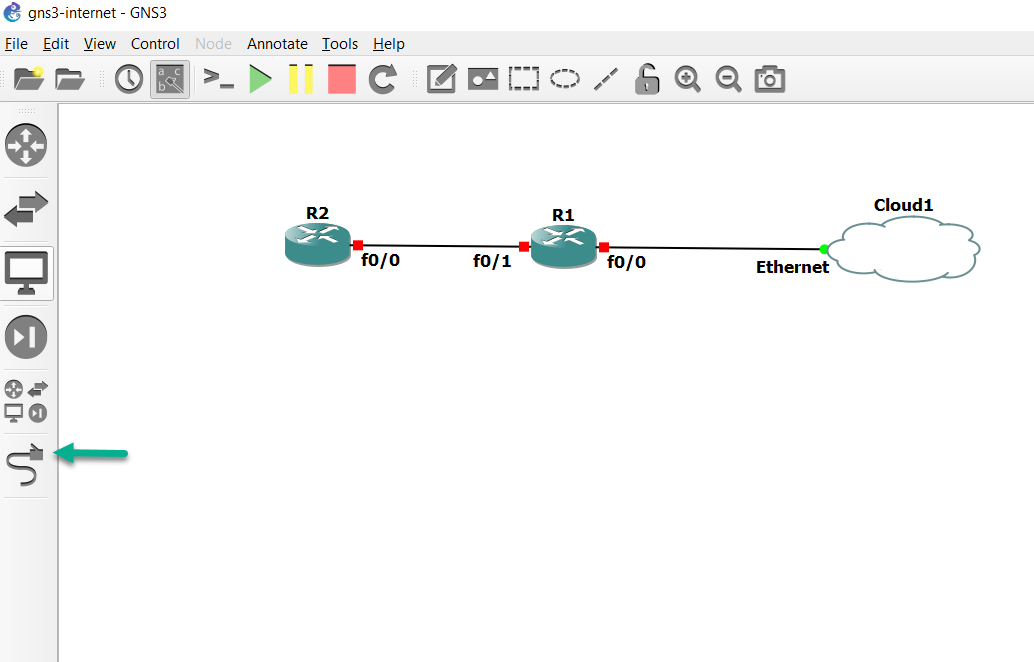 gns3-internet - GNS3
File Edit View Control Node Annotate Tools Help
a c
b
R2 R1 Cloud1
f0/0 f0/1 f0/0 Ethernet